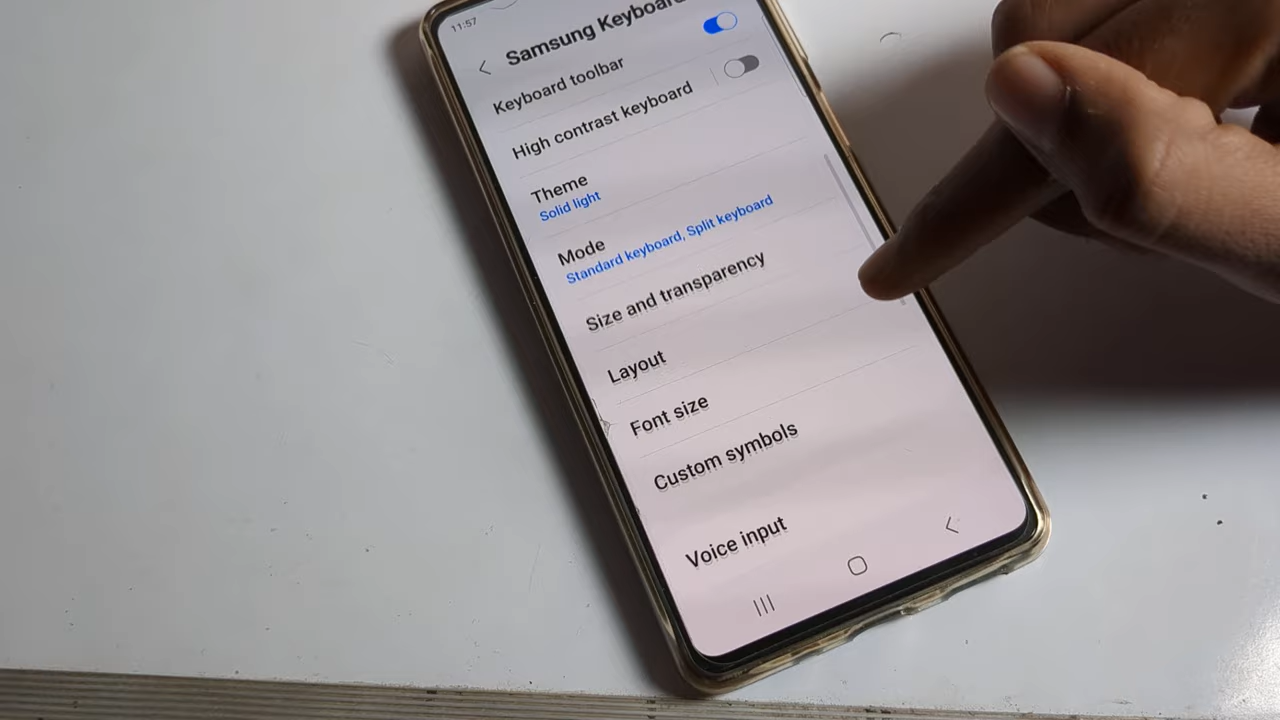 11:57
Samsung Keyboard
Keyboard toolbar
High contrast keyboard
Theme
Solid light
Mode
Standard keyboard, Split keyboard
Size and transparency
Layout
Font size
Custom symbols
Voice input